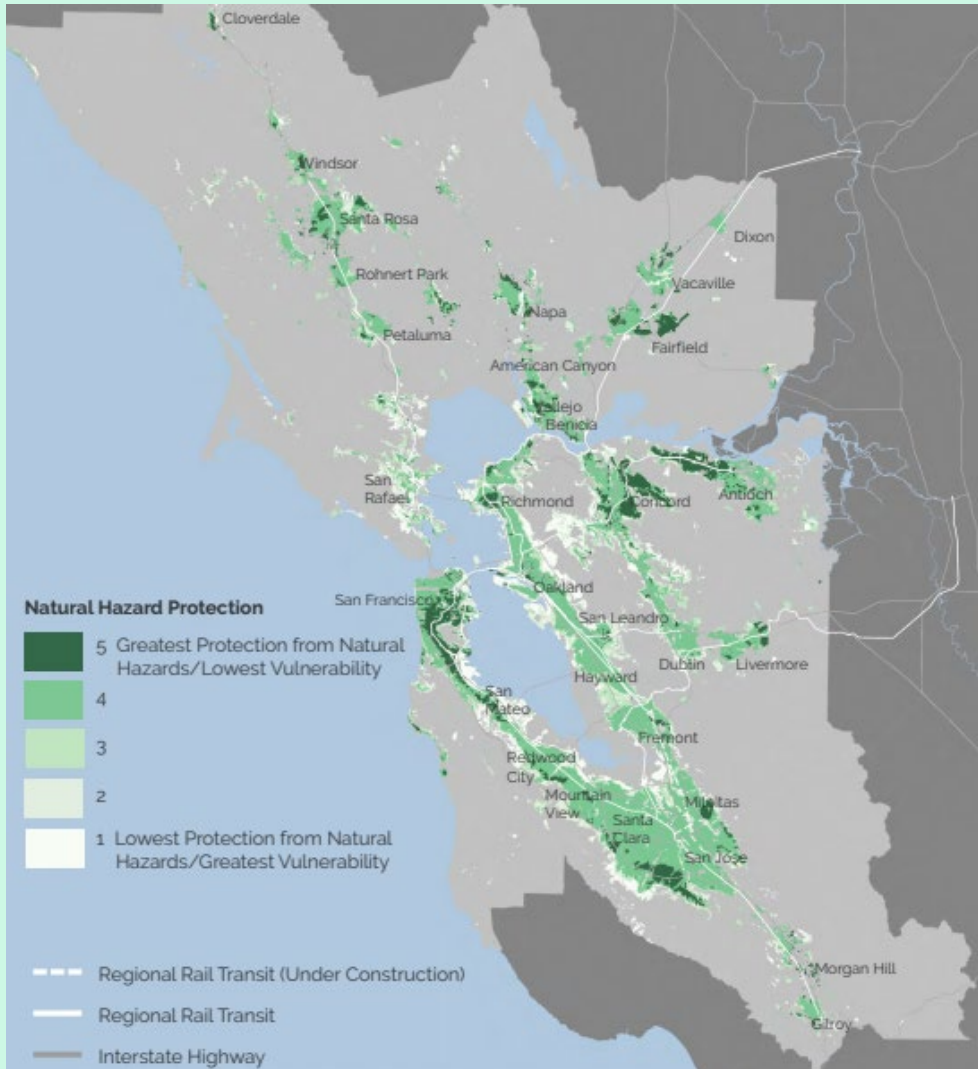 Cloverdale
Windsor
Santa Rosa
Rohnert Park
Petaluma
Napa
Dixon
Vacaville
Fairfield
American Canyon
Vallejo
Benicia
San
Rafael
Richmond
Concord
Antioch
San Francisco
Oakland
San Leandro
Dublin
Livermore
Hayward
San
Mateo
Fremont
Redwood
City
Mountain
View
Milpitas
Santa
Clara
San Jose
Morgan Hill
Gilroy
Natural Hazard Protection
5 Greatest Protection from Natural
Hazards/Lowest Vulnerability
4
3
2
1 Lowest Protection from Natural
Hazards/Greatest Vulnerability
Regional Rail Transit (Under Construction)
Regional Rail Transit
Interstate Highway